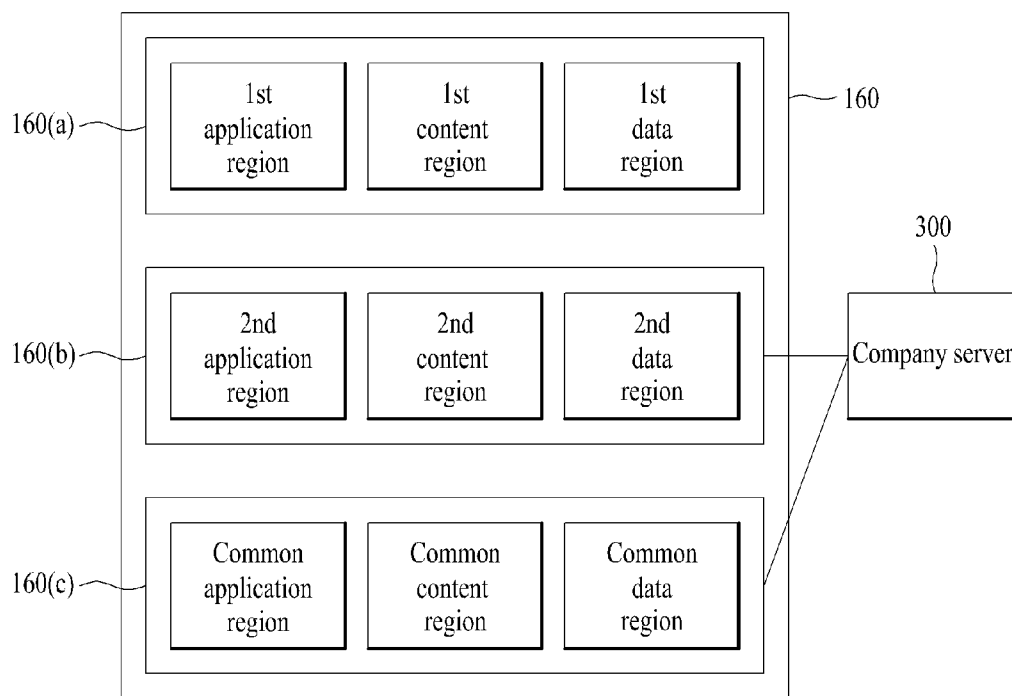 160(a)
1st
application
region
1st
content
region
1st
data
region
160
300
160(b)
2nd
application
region
2nd
content
region
2nd
data
region
Company server
160(c)
Common
application
region
Common
content
region
Common
data
region